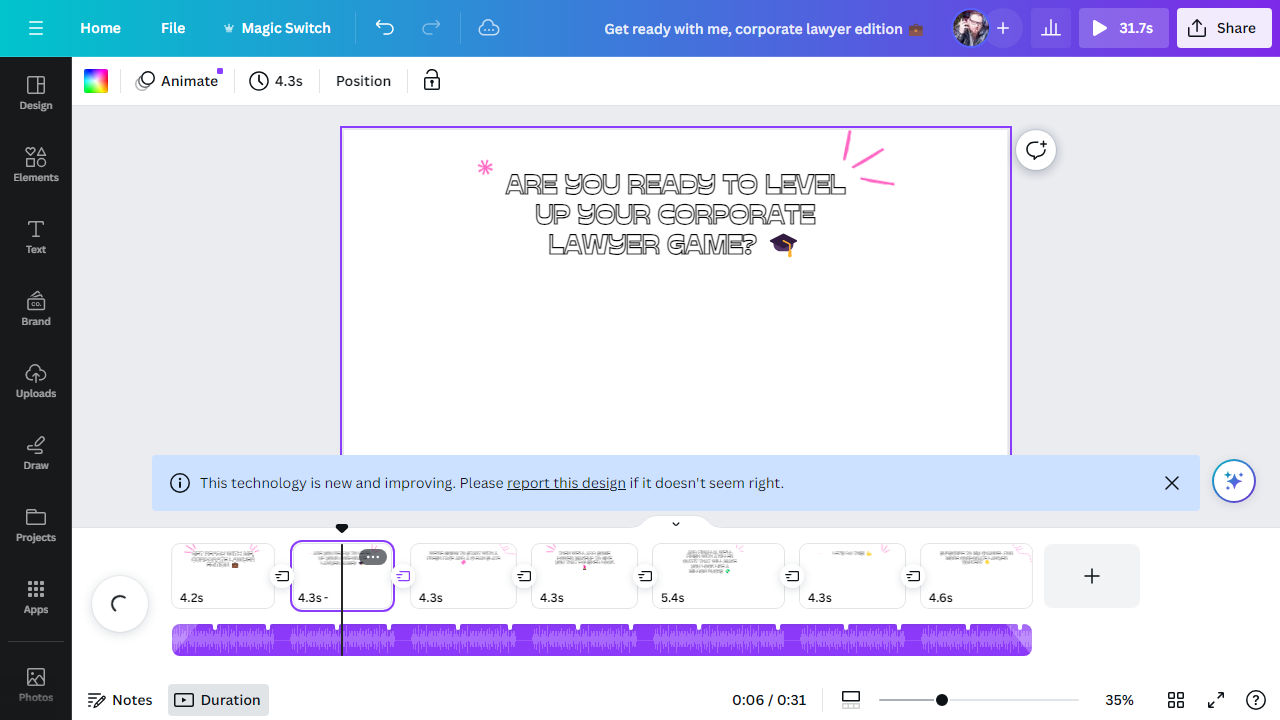 Home
File
Magic Switch
Get ready with me, corporate lawyer edition 💼
31.7s
Share
Animate
4.3s
Position
Design
Elements
Text
CO.
Brand
Uploads
Draw
Projects
Apps
Photos
ARE YOU READY TO LEVEL
UP YOUR CORPORATE
LAWYER GAME? 🎓
This technology is new and improving. Please report this design if it doesn't seem right.
4.2s
4.3s -
4.3s
4.3s
5.4s
4.3s
4.6s
Notes
Duration
0:06 / 0:31
35%